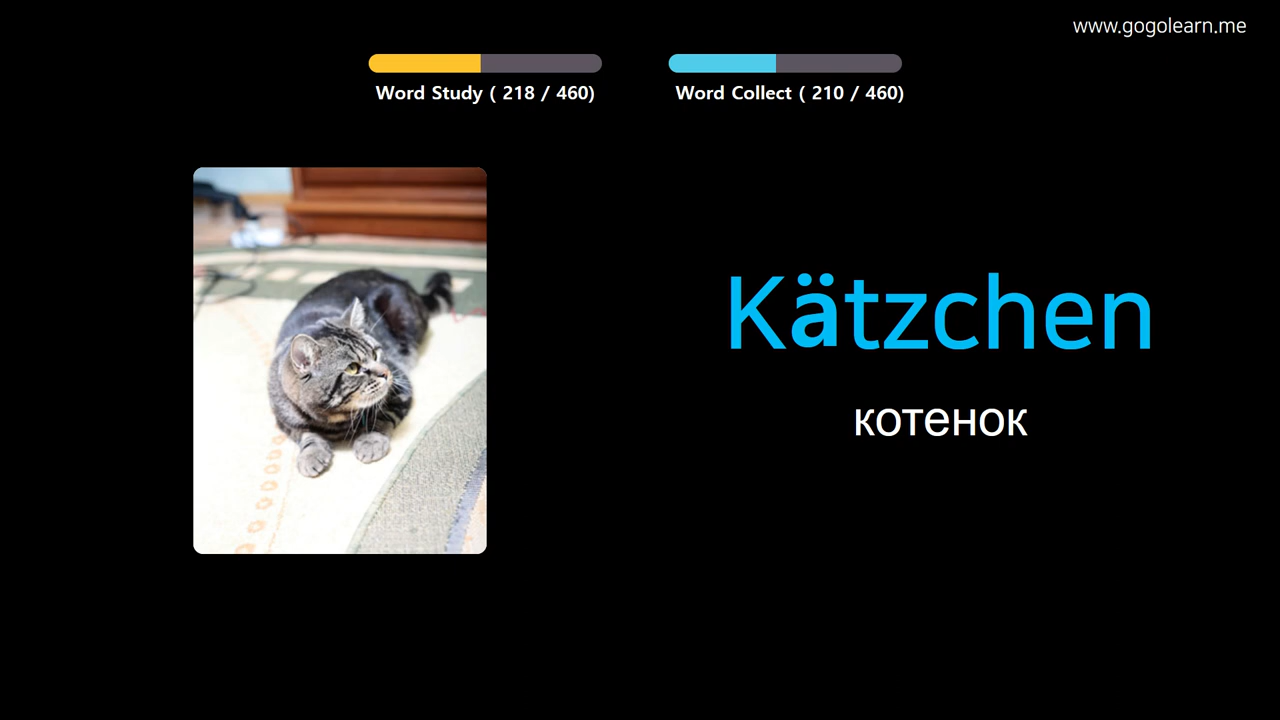 www.gogolearn.me
Word Study ( 218 / 460)
Word Collect ( 210 / 460)
Kätzchen
котенок